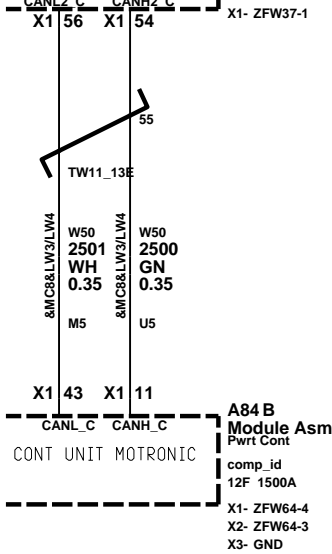 CANL2_C CANH2_C
X1 56 X1 54
X1- ZFW37-1
55
TW11_13E
&MC8&LW3/LW4
W50
2501
WH
0.35
M5
&MC8&LW3/LW4
W50
2500
GN
0.35
U5
X1 43 X1 11
CANL_C CANH_C
CONT UNIT MOTRONIC
A84 B
Module Asm
Pwrt Cont
comp_id
12F 1500A
X1- ZFW64-4
X2- ZFW64-3
X3- GND